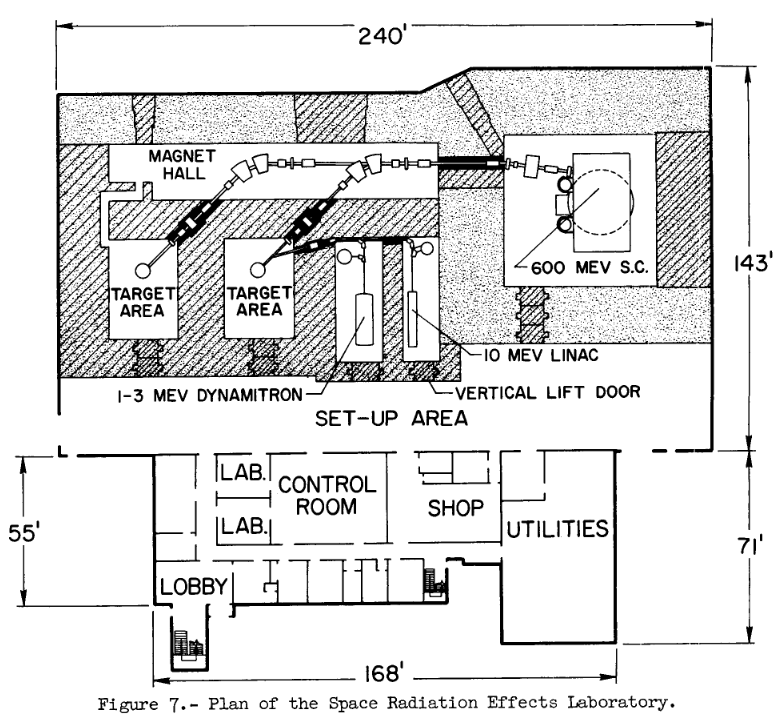 240'
MAGNET
HALL
600 MEV S.C.
143'
TARGET
AREA
TARGET
AREA
10 MEV LINAC
1-3 MEV DYNAMITRON
VERTICAL LIFT DOOR
SET-UP AREA
LAB.
CONTROL
ROOM
SHOP
LAB.
UTILITIES
55'
71'
LOBBY
168'
Figure 7.- Plan of the Space Radiation Effects Laboratory.